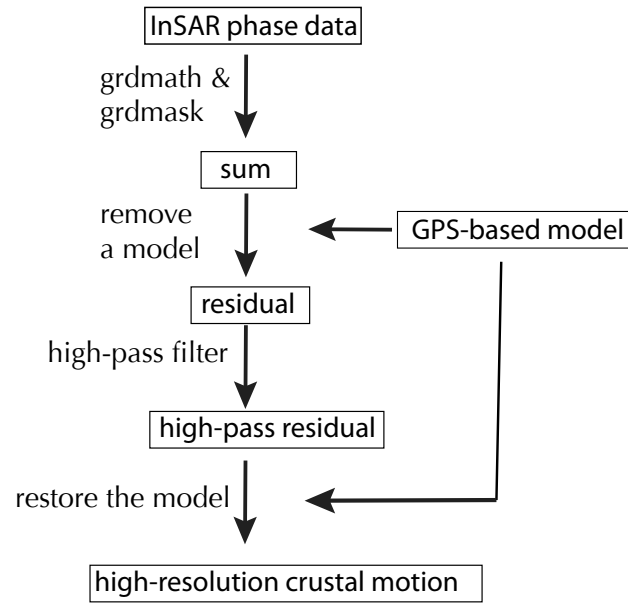 InSAR phase data
grdmath &
grdmask
sum
remove
a model
GPS-based model
residual
high-pass filter
high-pass residual
restore the model
high-resolution crustal motion